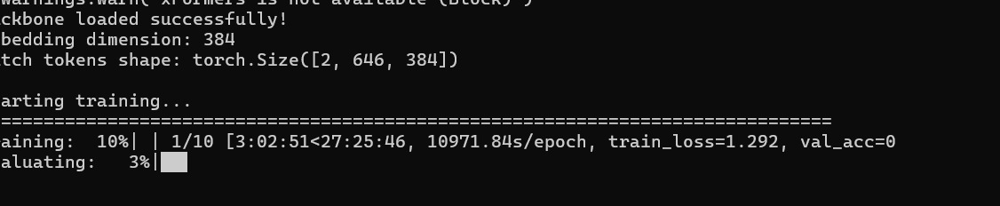 warnings.warn("xFormers is not available (Block)")
ckbone loaded successfully!
bedding dimension: 384
tch tokens shape: torch.Size([2, 646, 384])
arting training...
==============================================================================
aining:  10%| | 1/10 [3:02:51<27:25:46, 10971.84s/epoch, train_loss=1.292, val_acc=0
aluating:   3%|